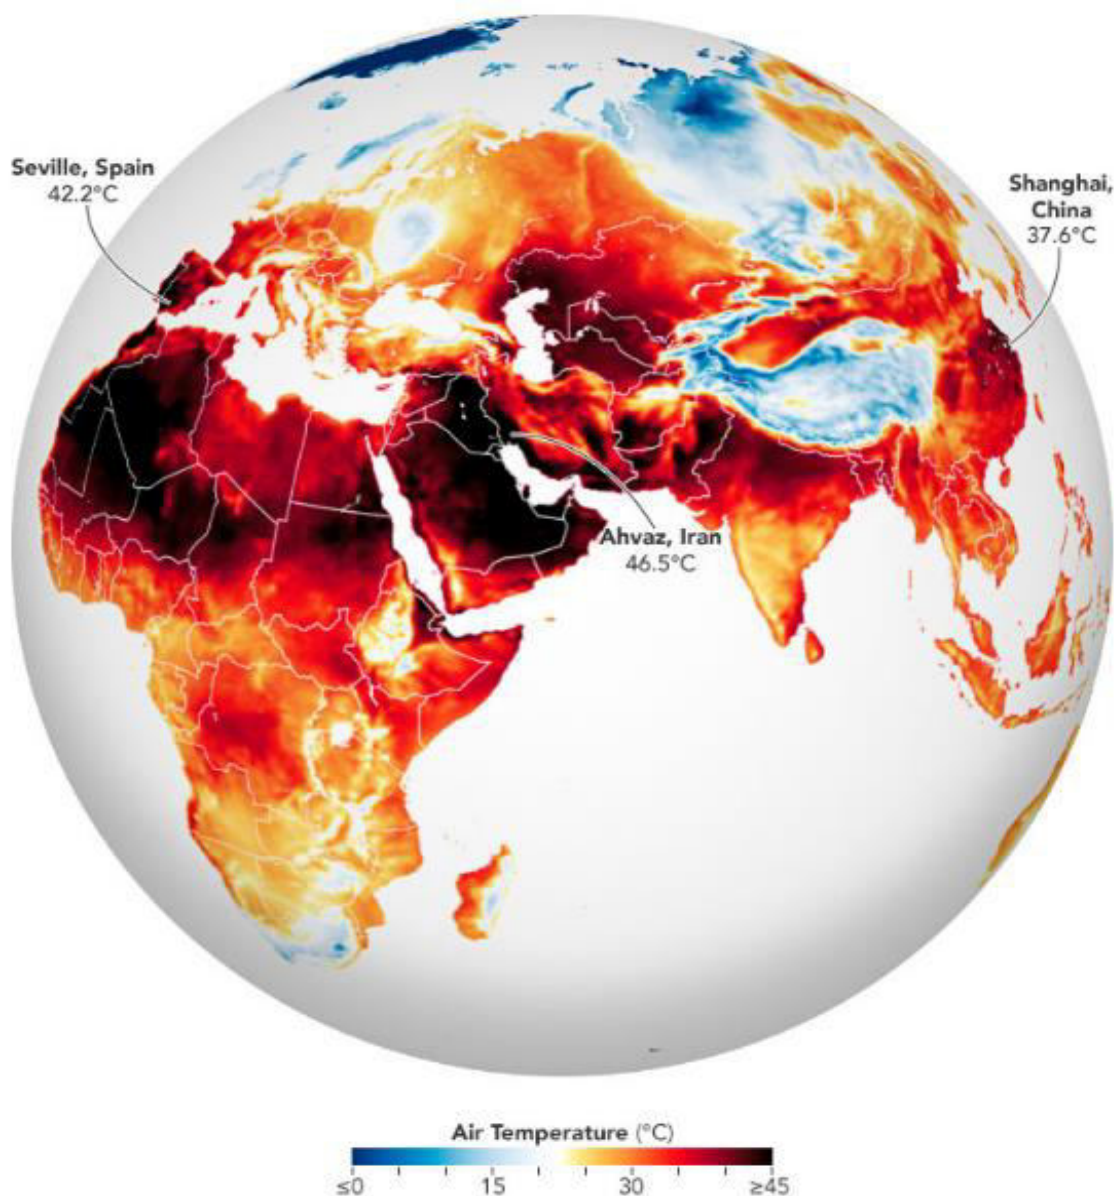 Seville, Spain
42.2°C
Shanghai,
China
37.6°C
Ahvaz, Iran
46.5°C
Air Temperature (°C)
≤0 15 30 ≥45